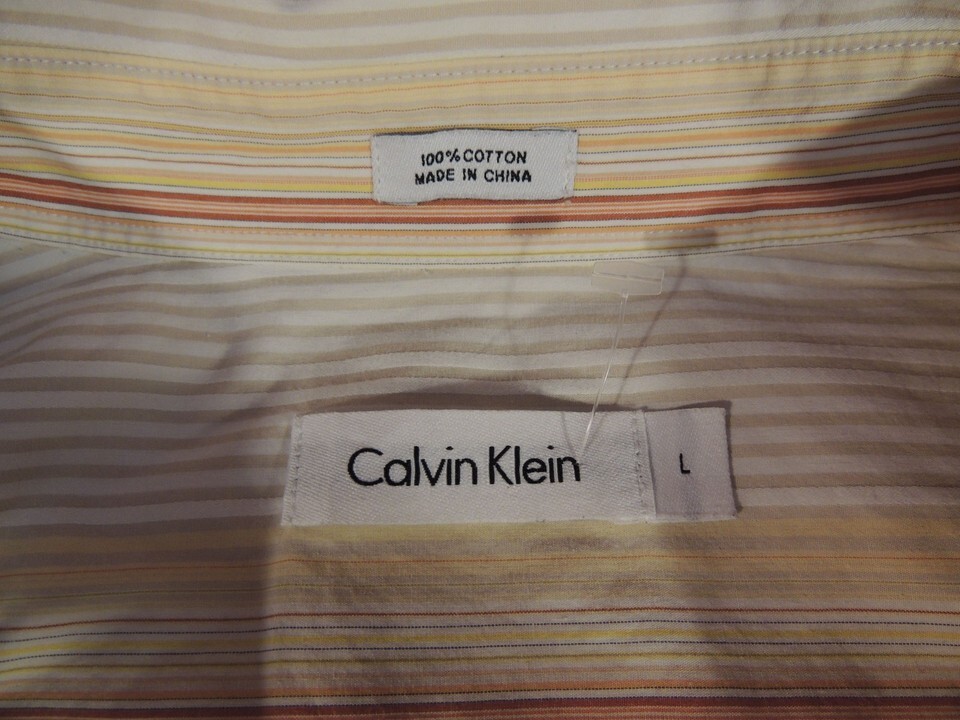 100% COTTON
MADE IN CHINA
Calvin Klein
L